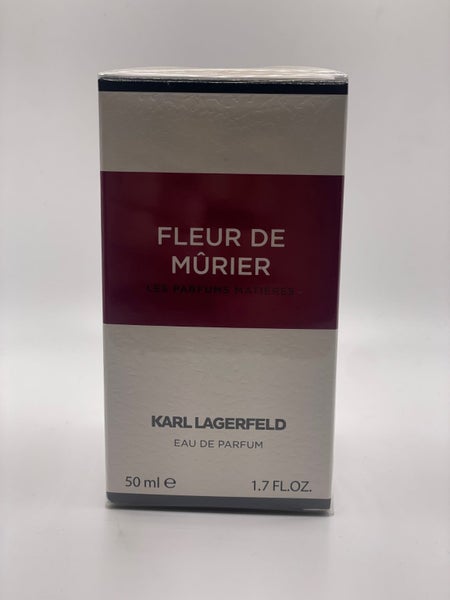 FLEUR DE
MÛRIER
LES PARFUMS MATIÈRES
KARL LAGERFELD
EAU DE PARFUM
50 ml ℮ 1.7 FL.OZ.